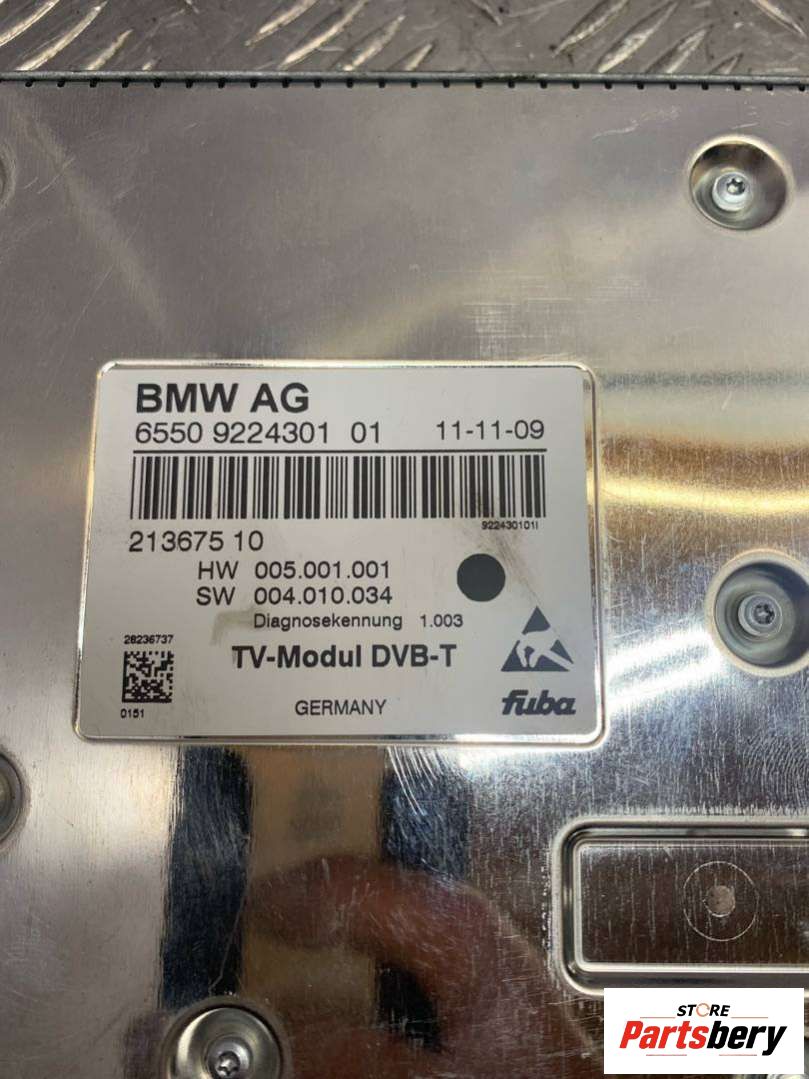 BMW AG
6550 9224301 01 11-11-09
922430101I
213675 10
HW 005.001.001
SW 004.010.034
Diagnosekennung 1.003
28236737
TV-Modul DVB-T
0151
GERMANY
fuba
STORE
Partsbery